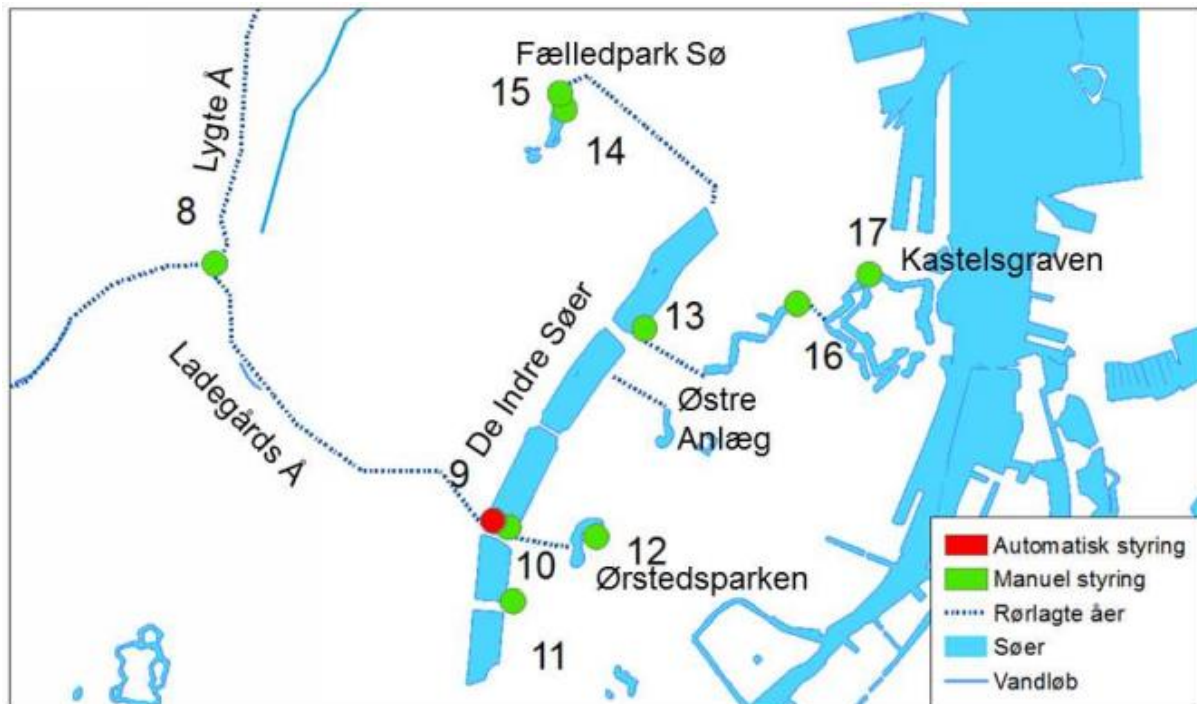 Fælledpark Sø
15
14
Lygte Å
8
17
Kastelsgraven
13
16
De Indre Søer
Ladegårds Å
Østre
Anlæg
9
10
12
Ørstedsparken
11
Automatisk styring
Manuel styring
Rørlagte åer
Søer
Vandløb